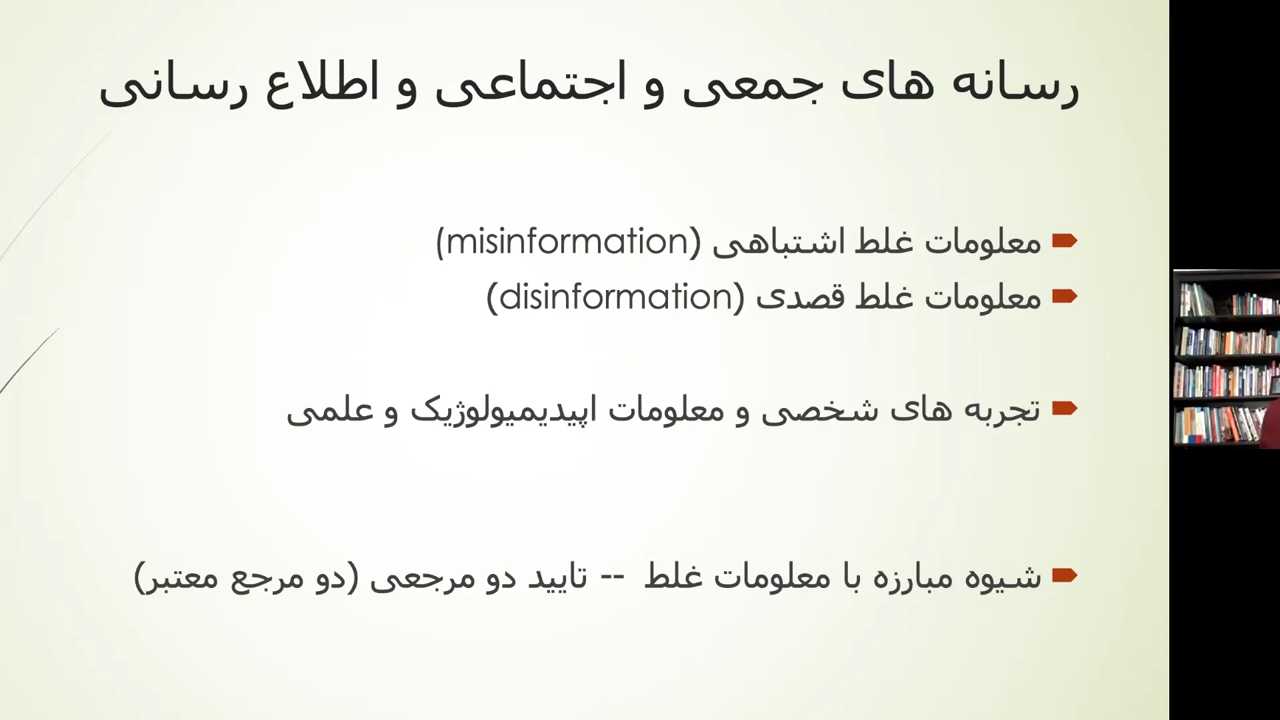 رسانه های جمعی و اجتماعی و اطلاع رسانی
معلومات غلط اشتباهی (misinformation)
معلومات غلط قصدی (disinformation)
تجربه های شخصی و معلومات اپیدیمیولوژیک و علمی
شیوه مبارزه با معلومات غلط -- تایید دو مرجعی (دو مرجع معتبر)